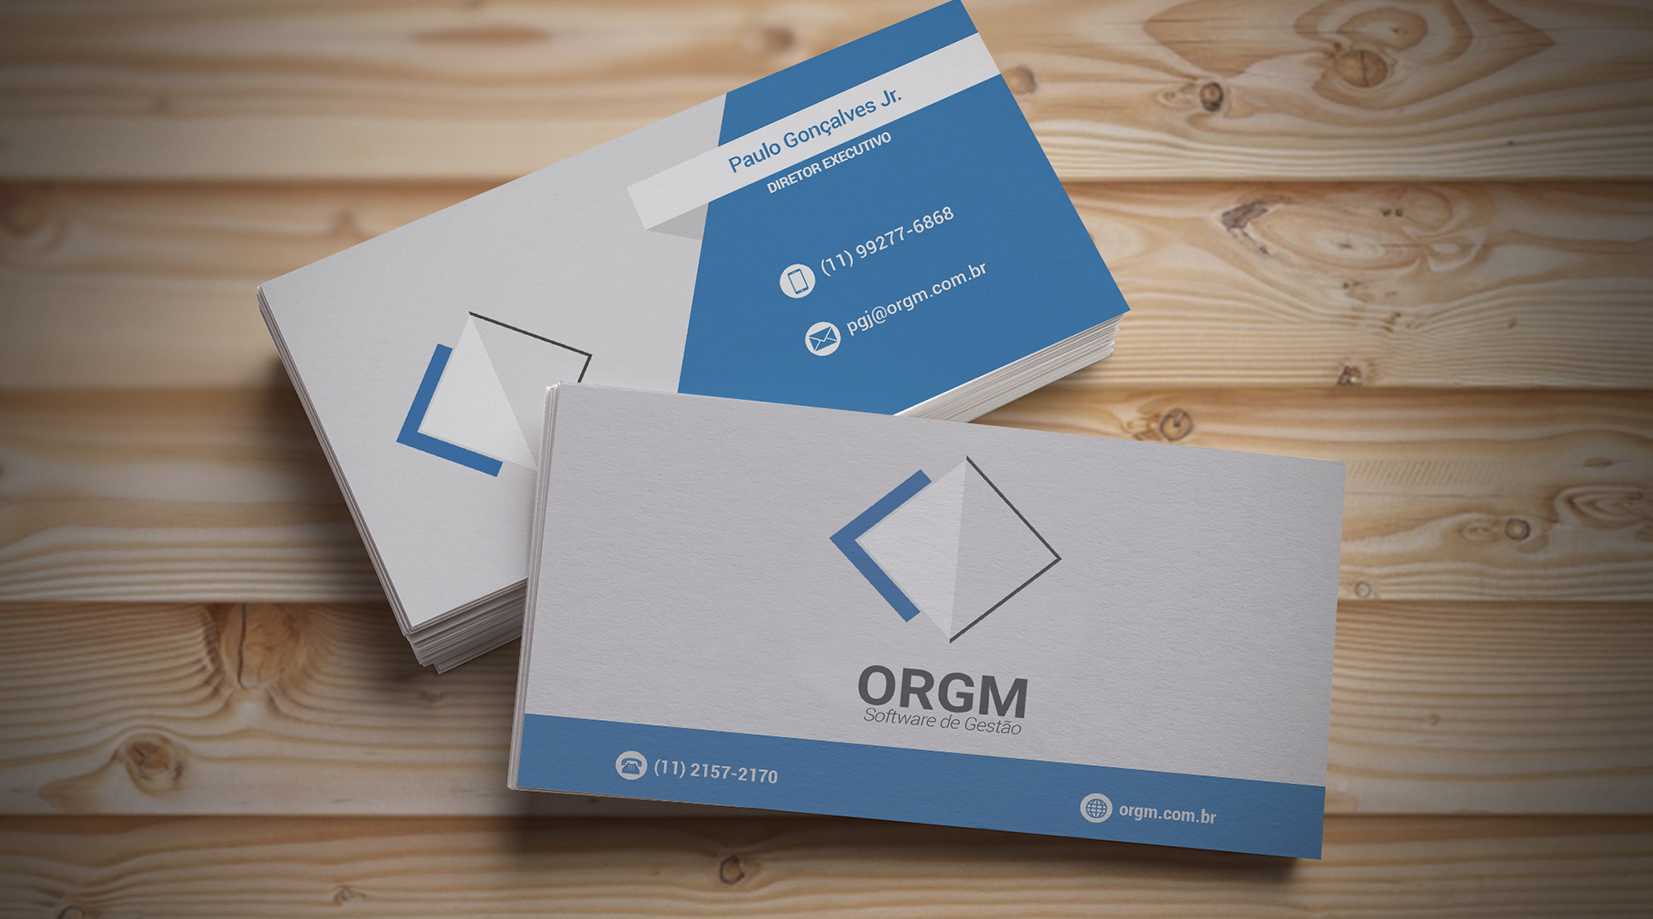 Paulo Gonçalves Jr.
DIRETOR EXECUTIVO
(11) 99277-6868
pgj@orgm.com.br
ORGM
Software de Gestão
(11) 2157-2170
orgm.com.br